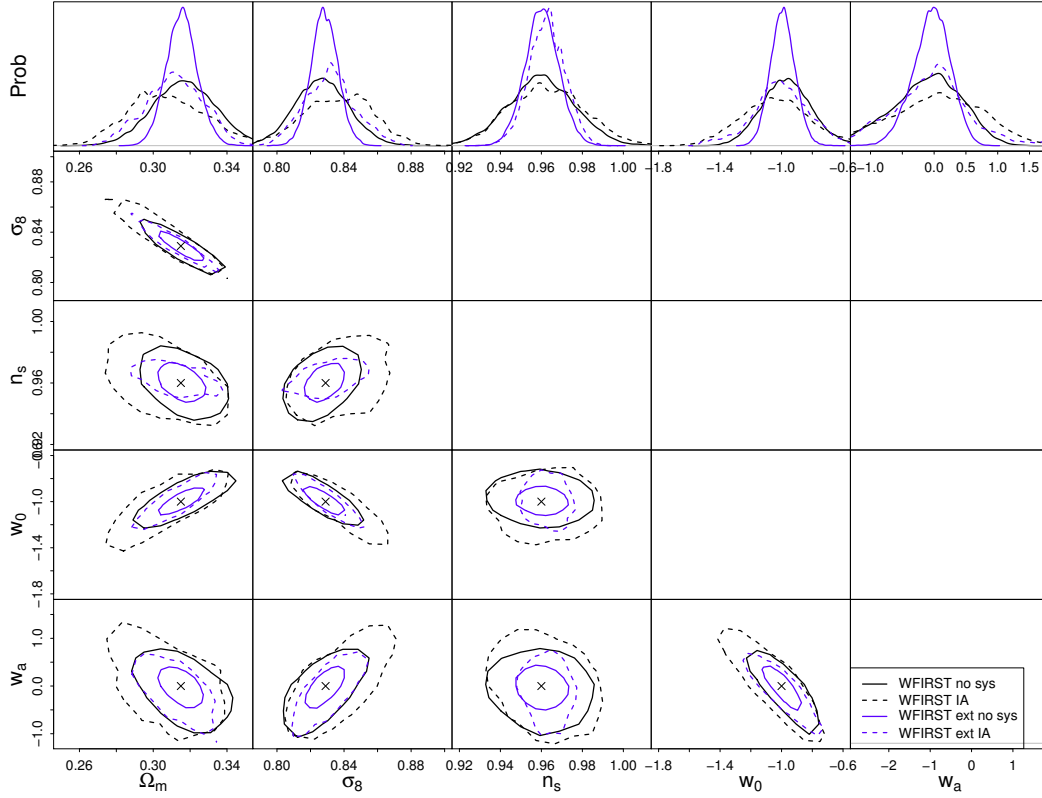 Prob
0.26 0.30 0.34 0.80 0.84 0.88 0.92 0.94 0.96 0.98 1.00 −1.8 −1.4 −1.0 −0.6 −1.0 0.0 0.5 1.0 1.5
σ8
0.88
0.84
0.80
ns
1.00
0.96
0.92
w0
−1.0
−1.4
−1.8
wa
1.0
0.0
−1.0
WFIRST no sys
WFIRST IA
WFIRST ext no sys
WFIRST ext IA
0.26 0.30 0.34 0.80 0.84 0.88 0.92 0.94 0.96 0.98 1.00 −1.8 −1.4 −1.0 −0.6 −2 −1 0 1 2
Ωm σ8 ns w0 wa